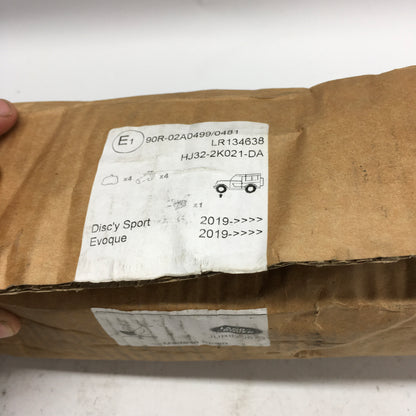 E1 90R-02A0499/0481
LR134638
HJ32-2K021-DA
x4 x4
x1
Disc'y Sport 2019->>>>
Evoque 2019->>>>